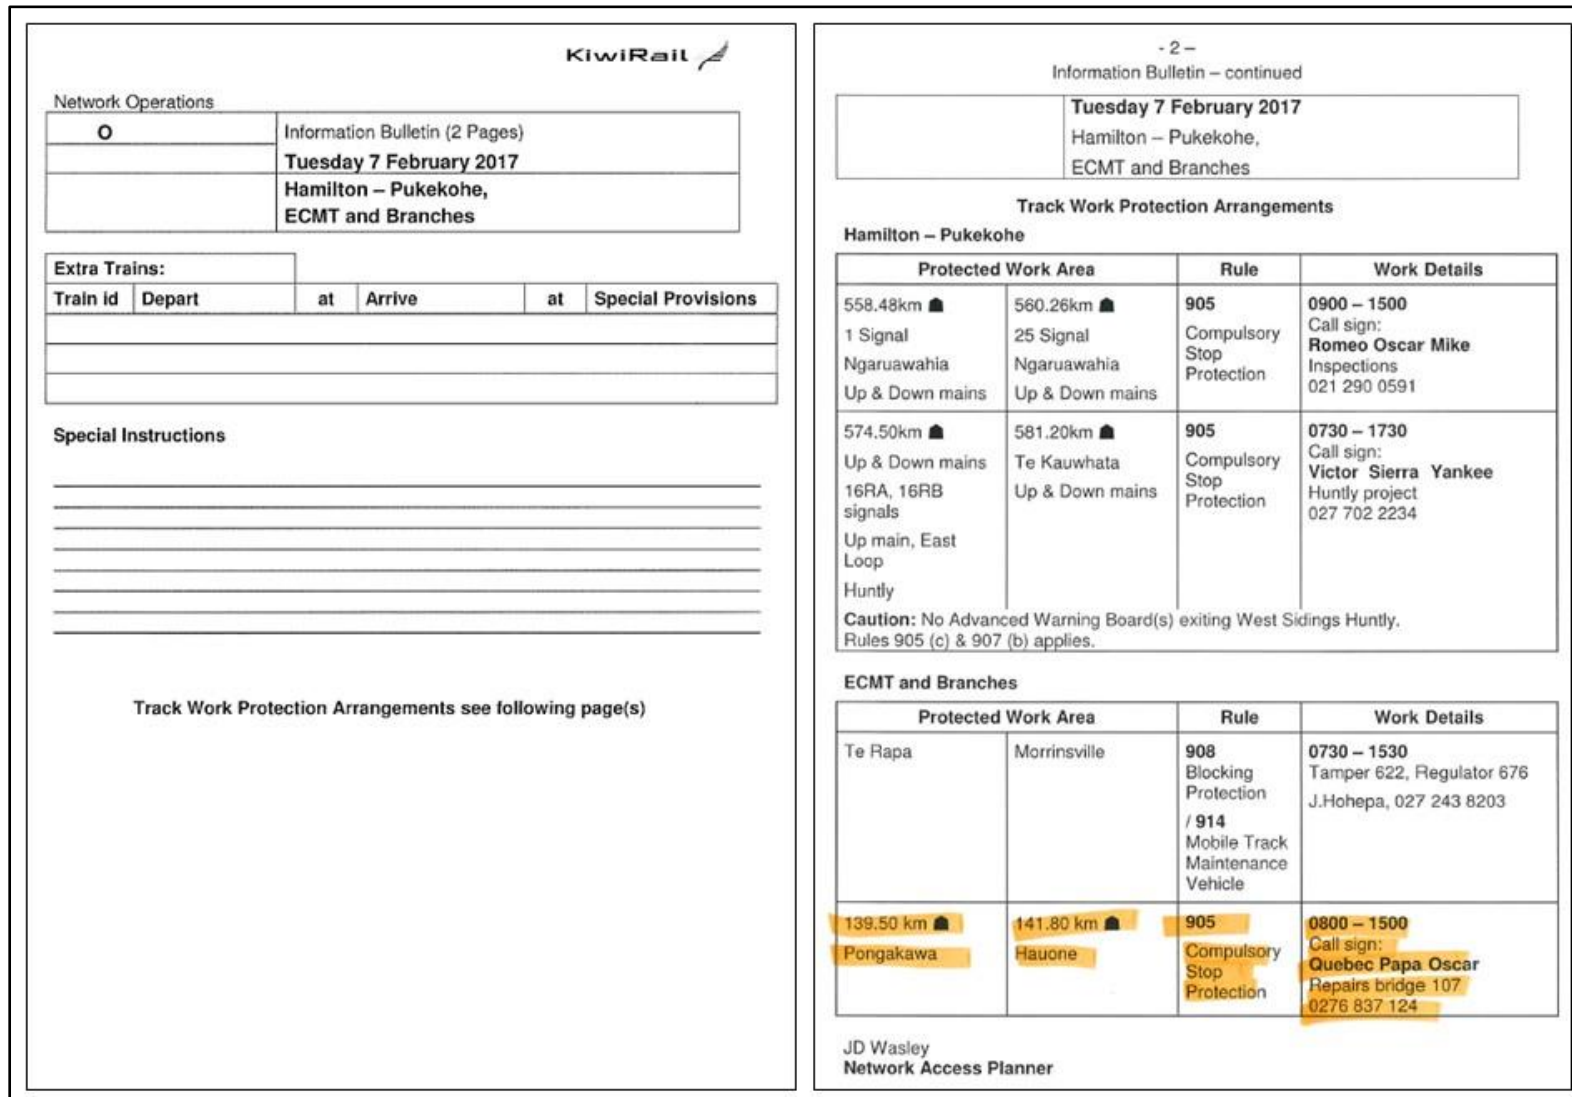 KiwiRail
Network Operations
O
Information Bulletin (2 Pages)
Tuesday 7 February 2017
Hamilton – Pukekohe,
ECMT and Branches
Extra Trains:
Train id Depart at Arrive at Special Provisions
Special Instructions
Track Work Protection Arrangements see following page(s)
- 2 –
Information Bulletin – continued
Tuesday 7 February 2017
Hamilton – Pukekohe,
ECMT and Branches
Track Work Protection Arrangements
Hamilton – Pukekohe
Protected Work Area Rule Work Details
558.48km
1 Signal
Ngaruawahia
Up & Down mains
560.26km
25 Signal
Ngaruawahia
Up & Down mains
905
Compulsory
Stop
Protection
0900 – 1500
Call sign:
Romeo Oscar Mike
Inspections
021 290 0591
574.50km
Up & Down mains
16RA, 16RB
signals
Up main, East
Loop
Huntly
581.20km
Te Kauwhata
Up & Down mains
905
Compulsory
Stop
Protection
0730 – 1730
Call sign:
Victor Sierra Yankee
Huntly project
027 702 2234
Caution: No Advanced Warning Board(s) exiting West Sidings Huntly.
Rules 905 (c) & 907 (b) applies.
ECMT and Branches
Protected Work Area Rule Work Details
Te Rapa
Morrinsville
908
Blocking
Protection
/ 914
Mobile Track
Maintenance
Vehicle
0730 – 1530
Tamper 622, Regulator 676
J.Hohepa, 027 243 8203
139.50 km
Pongakawa
141.80 km
Hauone
905
Compulsory
Stop
Protection
0800 – 1500
Call sign:
Quebec Papa Oscar
Repairs bridge 107
0276 837 124
JD Wasley
Network Access Planner